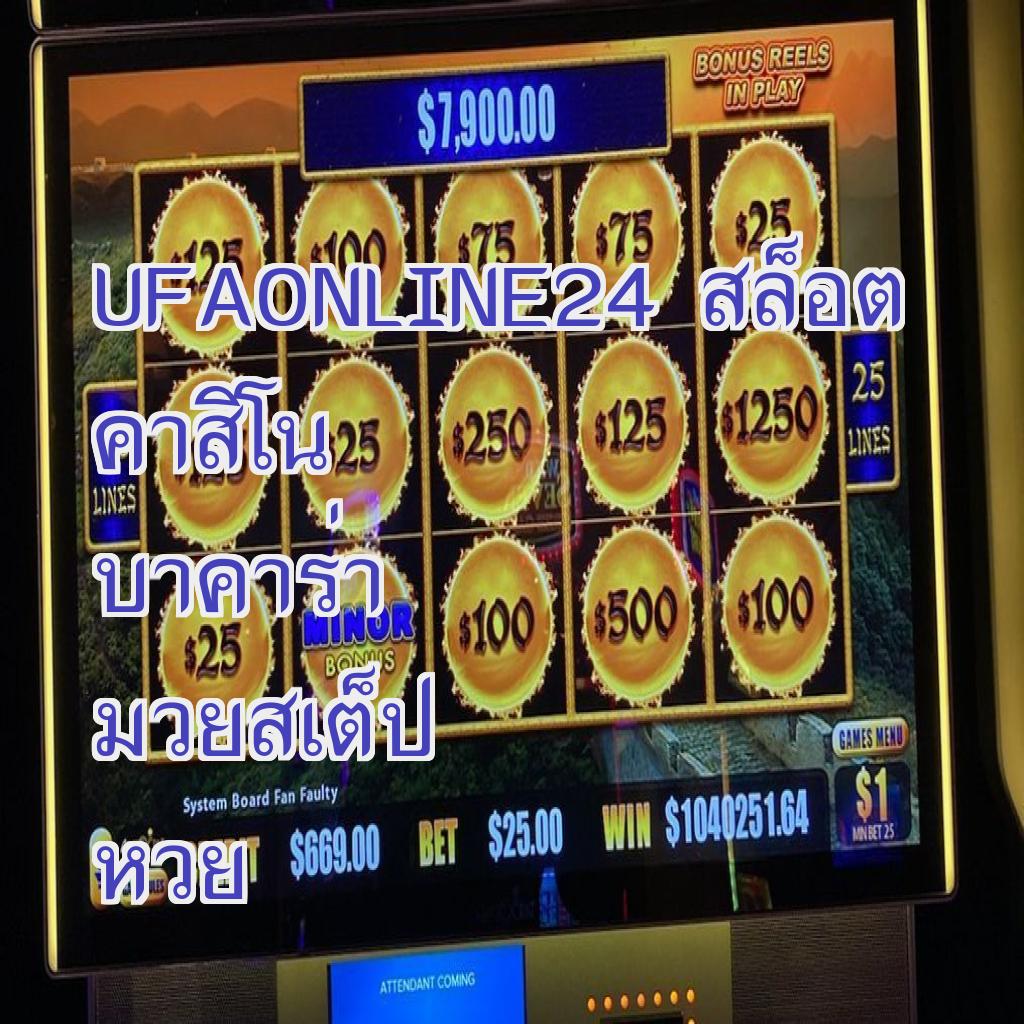 BONUS REELS
IN PLAY
$7,900.00
$125 $100 $75 $75 $25
UFAONLINE24 สล็อต
คาสิโน
$25 $250 $125 $1250
25
LINES
LINES
บาคาร่า
$25 MINOR
BONUS
$100 $500 $100
มวยสเต็ป
GAMES MENU
System Board Fan Faulty
$669.00 BET $25.00 WIN $1040251.64
$1
MIN BET 25
หวย
ATTENDANT COMING